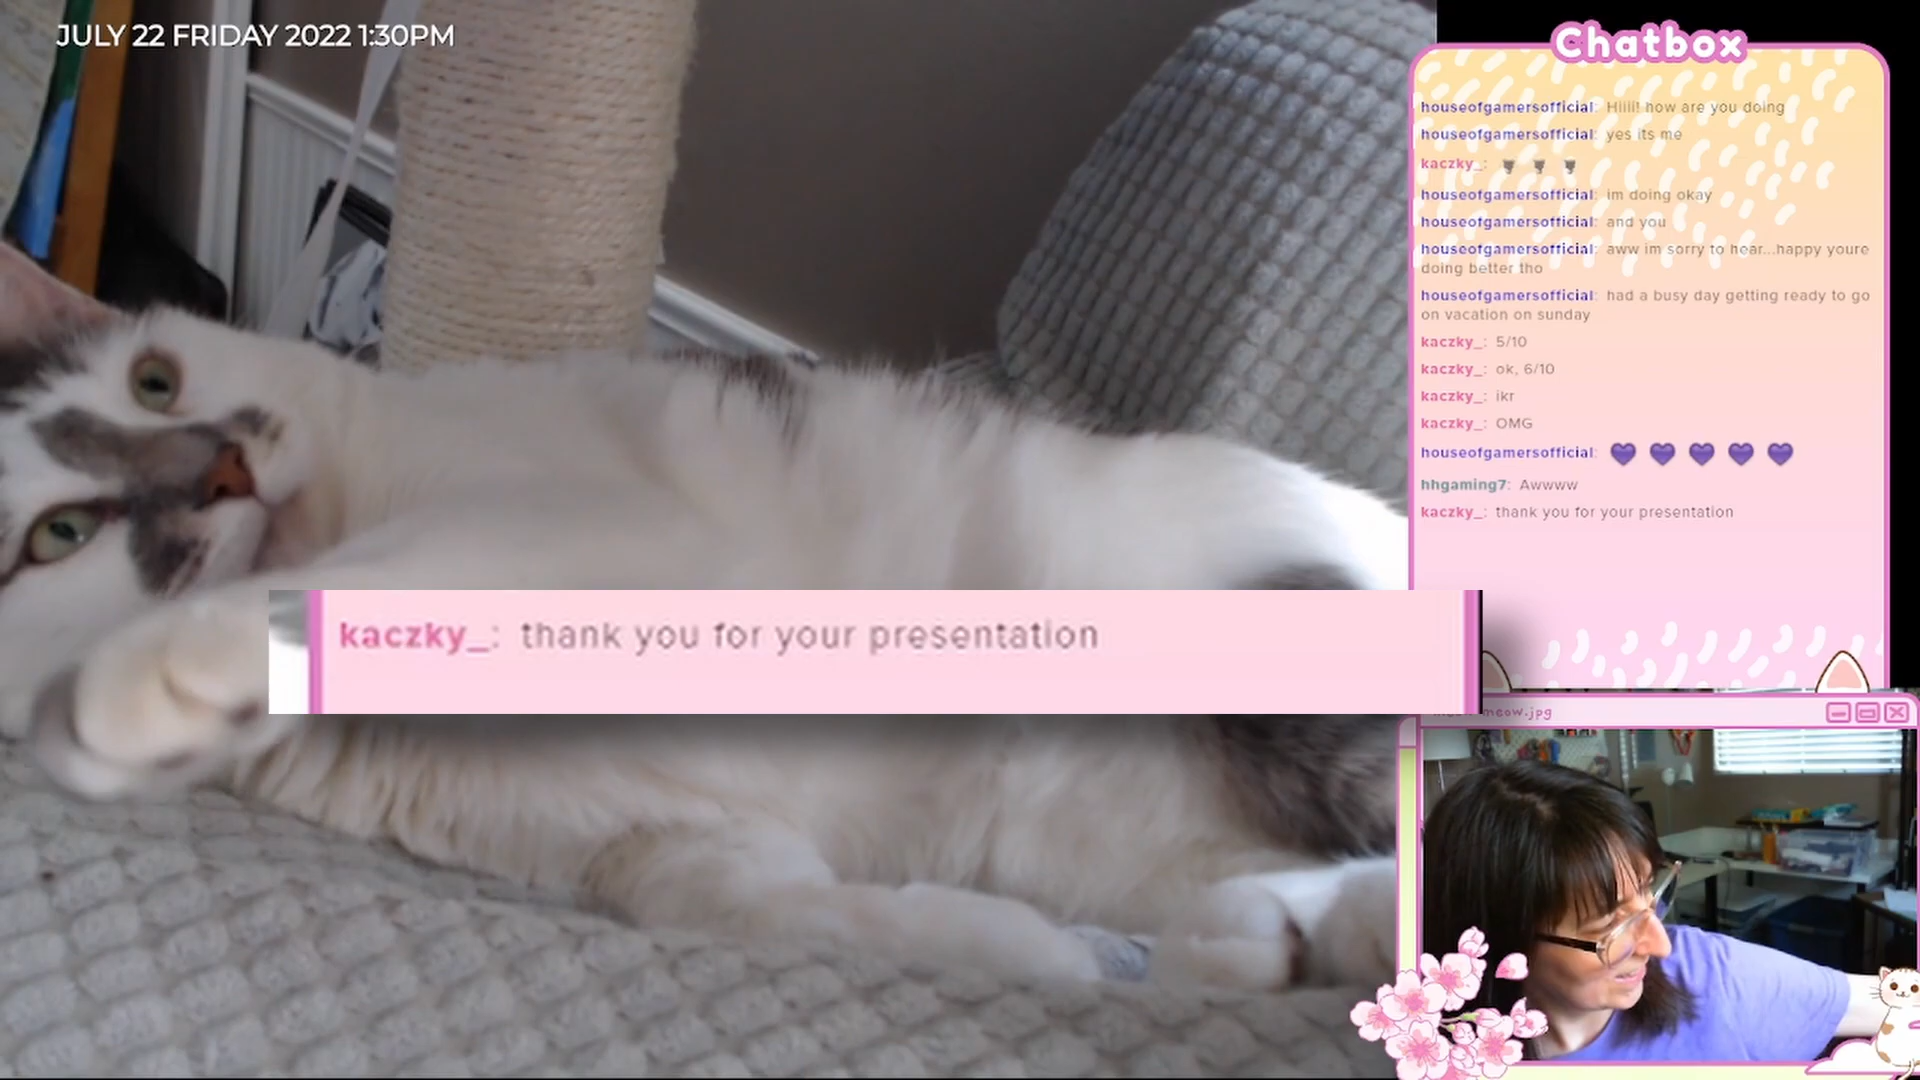 JULY 22 FRIDAY 2022 1:30PM
Chatbox
houseofgamersofficial: Hiiii! how are you doing
houseofgamersofficial: yes its me
kaczky_:
houseofgamersofficial: im doing okay
houseofgamersofficial: and you
houseofgamersofficial: aww im sorry to hear...happy youre
doing better tho
houseofgamersofficial: had a busy day getting ready to go
on vacation on sunday
kaczky_: 5/10
kaczky_: ok, 6/10
kaczky_: ikr
kaczky_: OMG
houseofgamersofficial: 💜 💜 💜 💜 💜
hhgaming7: Awwww
kaczky_: thank you for your presentation
kaczky_: thank you for your presentation
meow.jpg